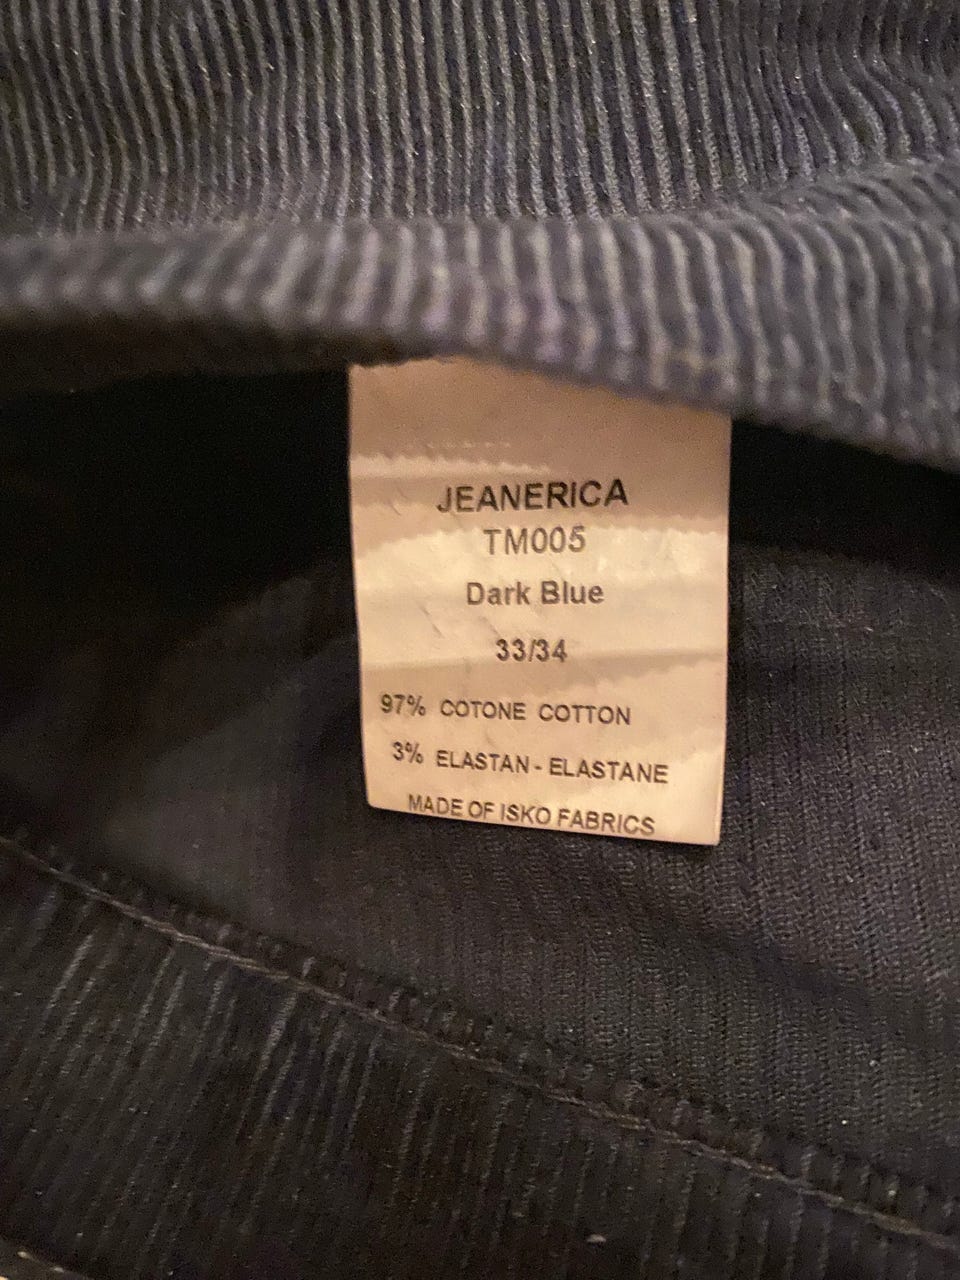 JEANERICA
TM005
Dark Blue
33/34
97% COTONE COTTON
3% ELASTAN - ELASTANE
MADE OF ISKO FABRICS